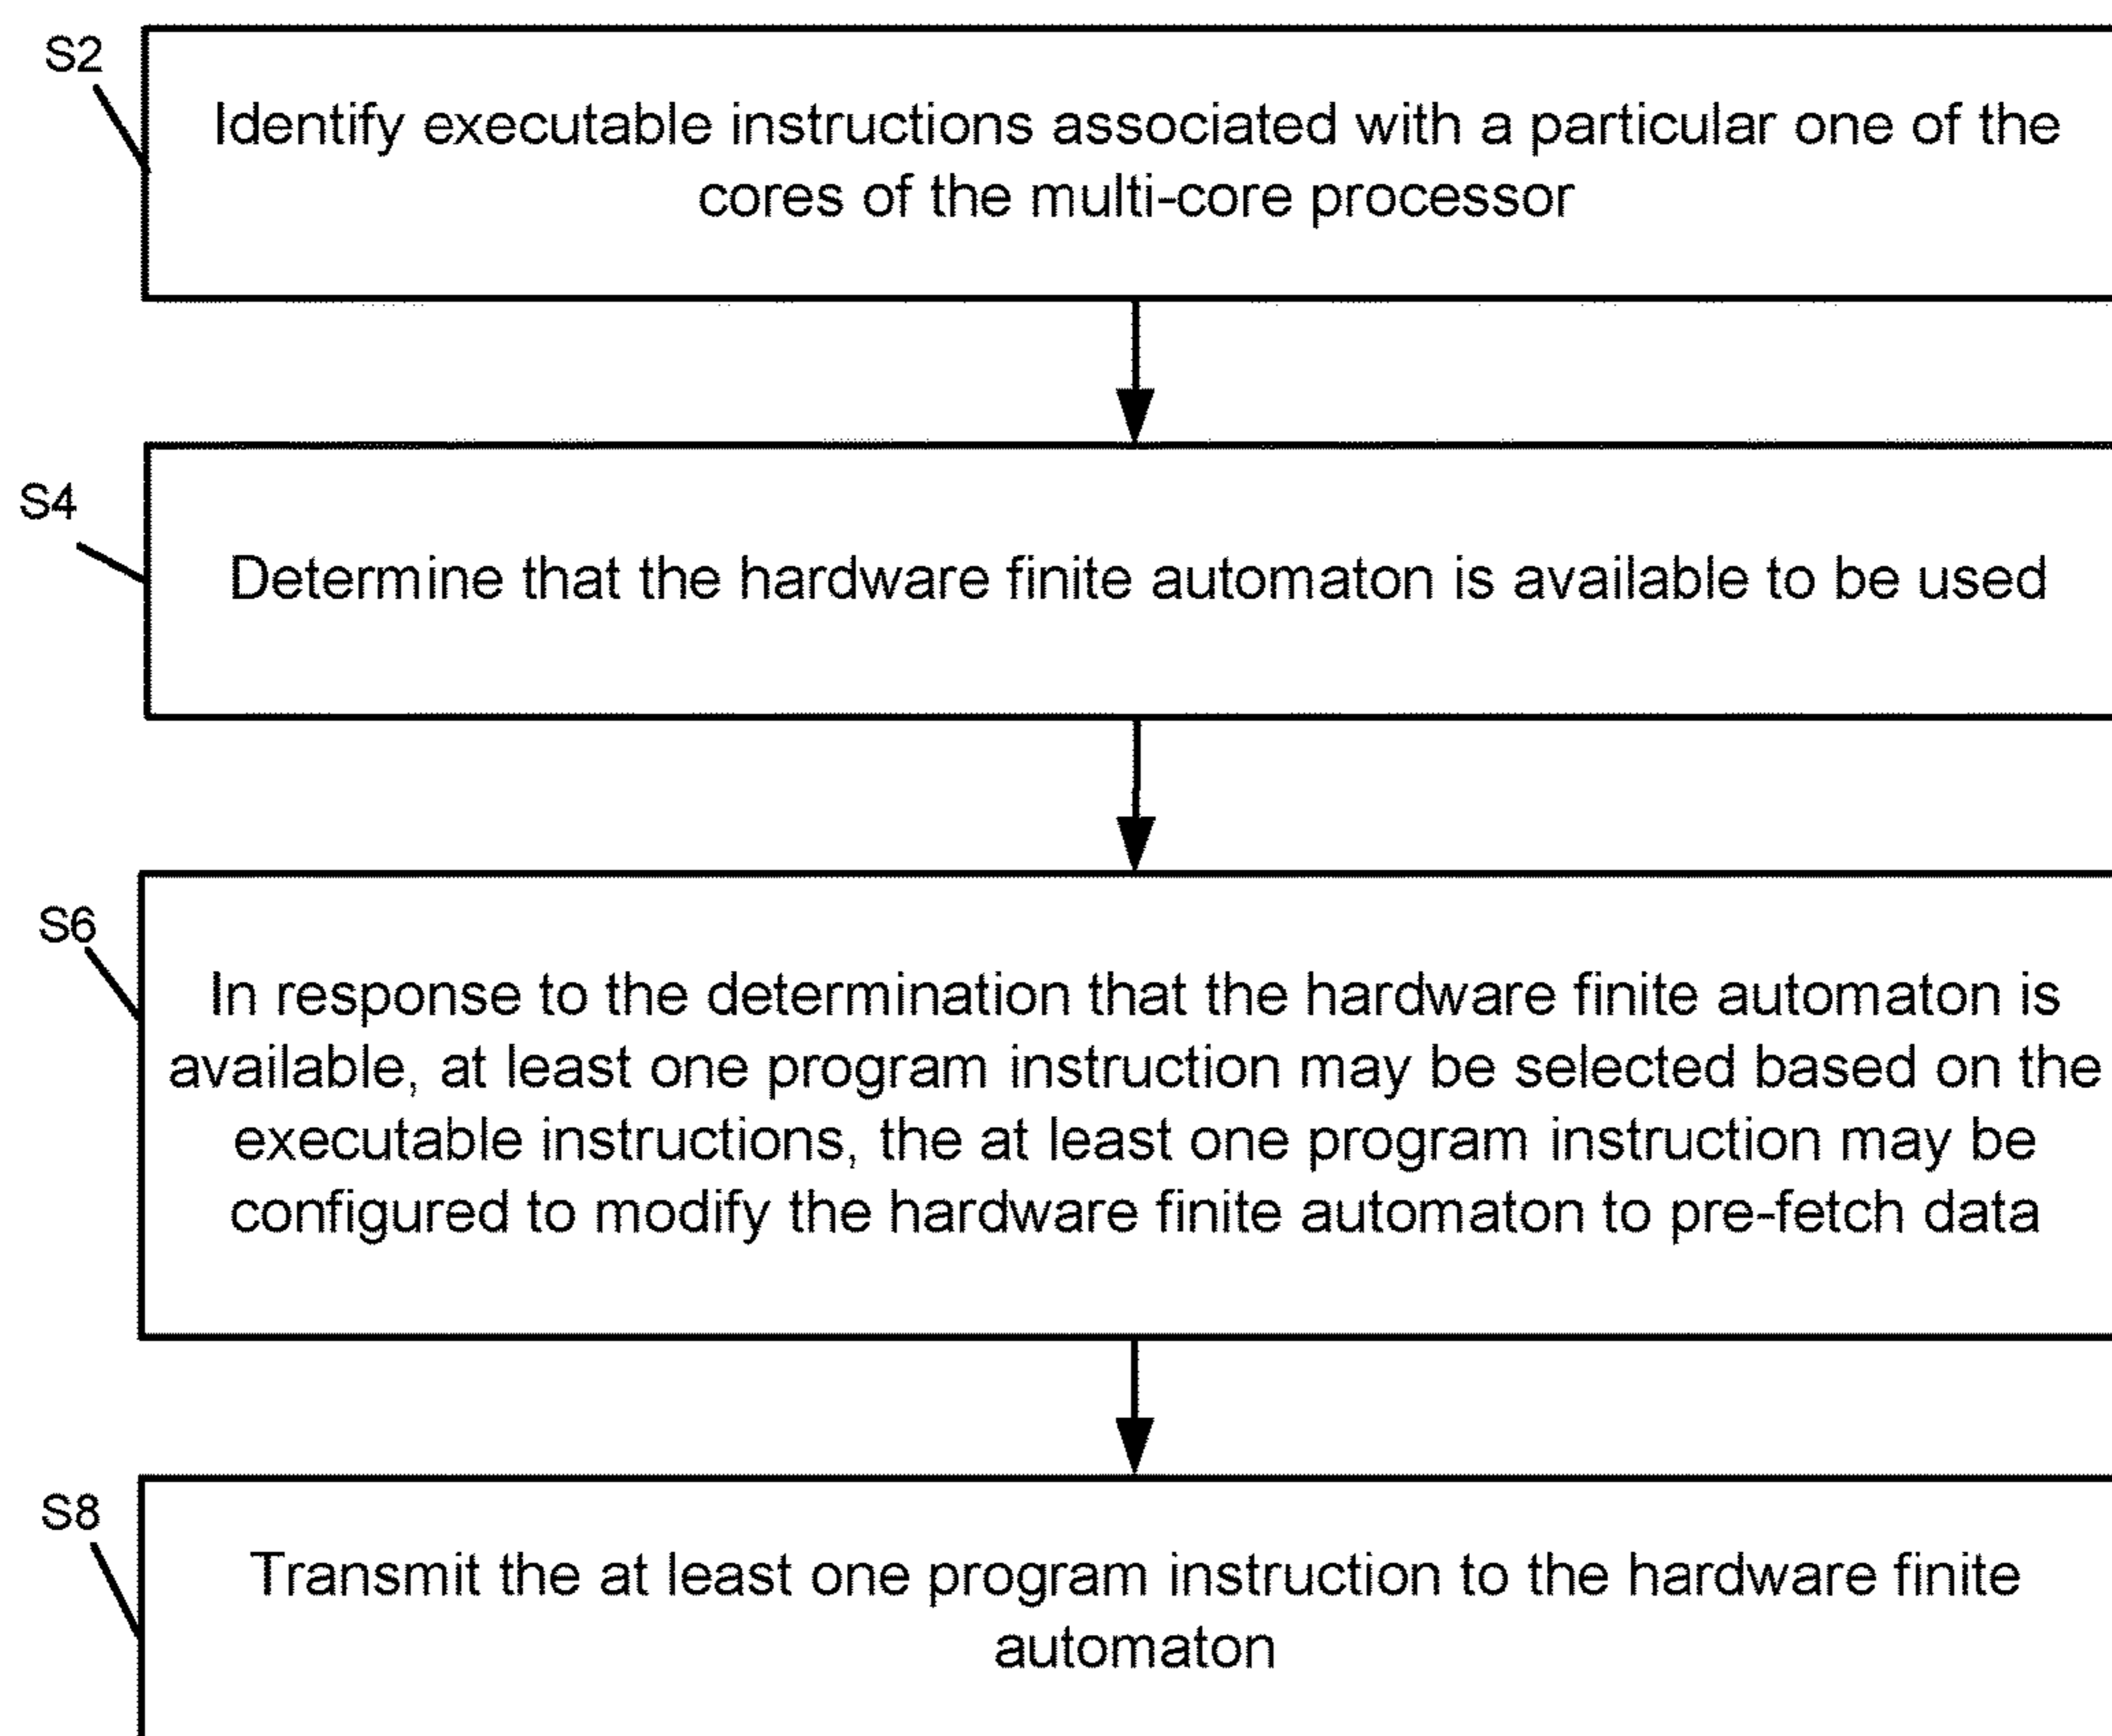 S2
Identify executable instructions associated with a particular one of the
cores of the multi-core processor
S4
Determine that the hardware finite automaton is available to be used
S6
In response to the determination that the hardware finite automaton is
available, at least one program instruction may be selected based on the
executable instructions, the at least one program instruction may be
configured to modify the hardware finite automaton to pre-fetch data
S8
Transmit the at least one program instruction to the hardware finite
automaton